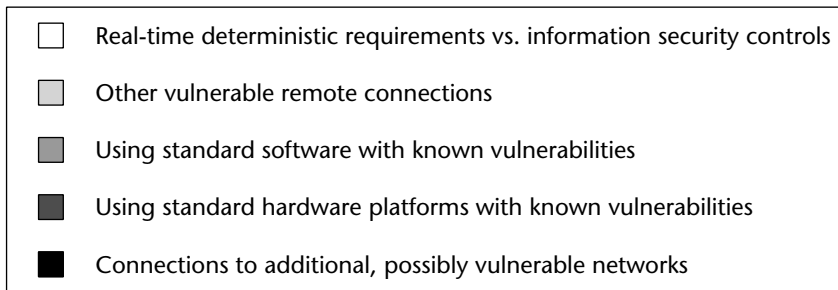 Real-time deterministic requirements vs. information security controls
Other vulnerable remote connections
Using standard software with known vulnerabilities
Using standard hardware platforms with known vulnerabilities
Connections to additional, possibly vulnerable networks